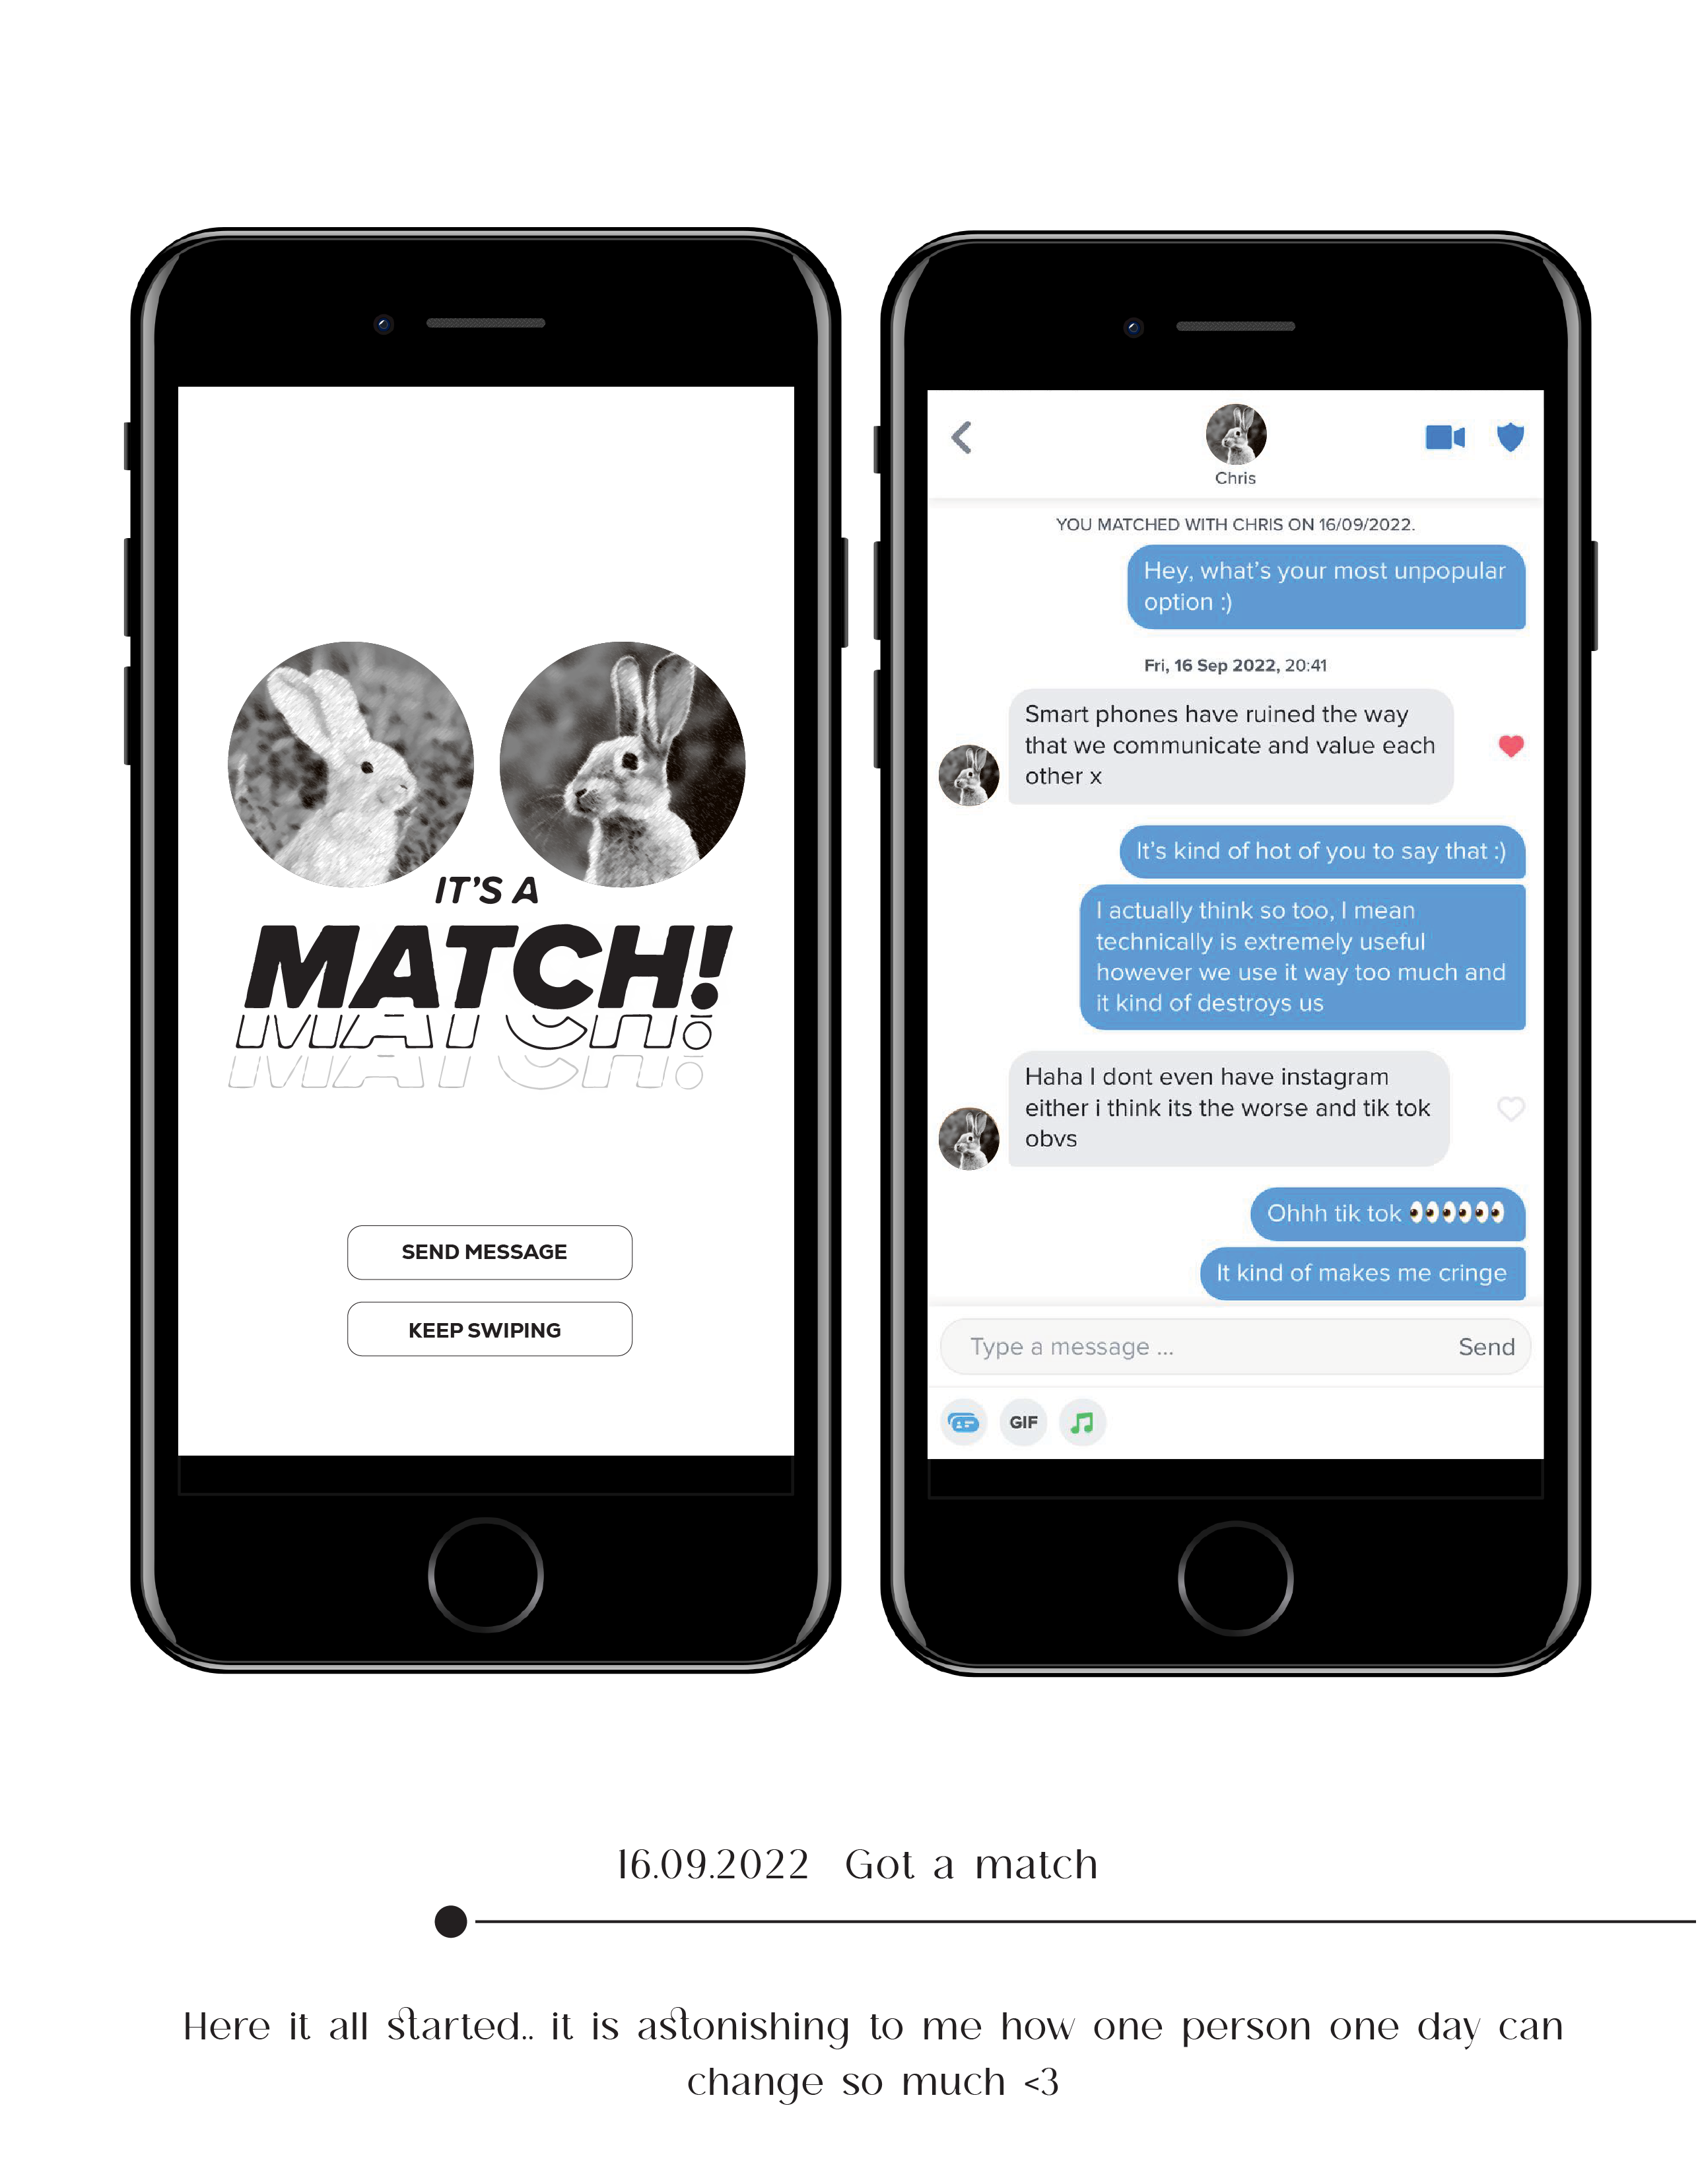 IT'S A
MATCH!
MATCH!
MATCH!
SEND MESSAGE
KEEP SWIPING
Chris
YOU MATCHED WITH CHRIS ON 16/09/2022.
Hey, what's your most unpopular
option :)
Fri, 16 Sep 2022, 20:41
Smart phones have ruined the way
that we communicate and value each
other x
It's kind of hot of you to say that :)
I actually think so too, I mean
technically is extremely useful
however we use it way too much and
it kind of destroys us
Haha I dont even have instagram
either i think its the worse and tik tok
obvs
Ohhh tik tok 👀👀👀
It kind of makes me cringe
Type a message ... Send
GIF
16.09.2022 Got a match
Here it all started.. it is astonishing to me how one person one day can
change so much <3